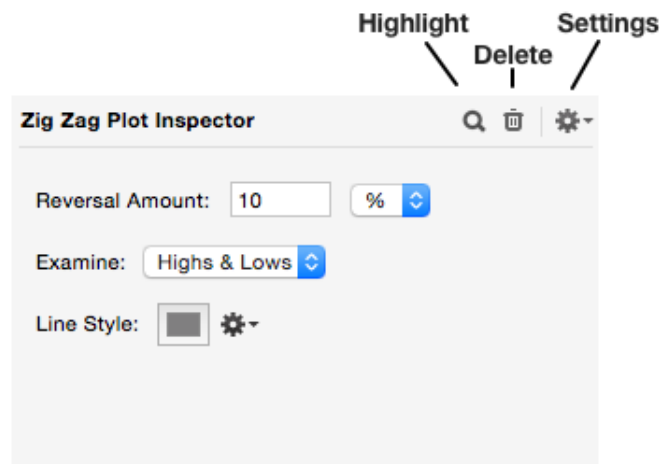 Highlight Settings
Delete
Zig Zag Plot Inspector
Reversal Amount: 10 %
Examine: Highs & Lows
Line Style: